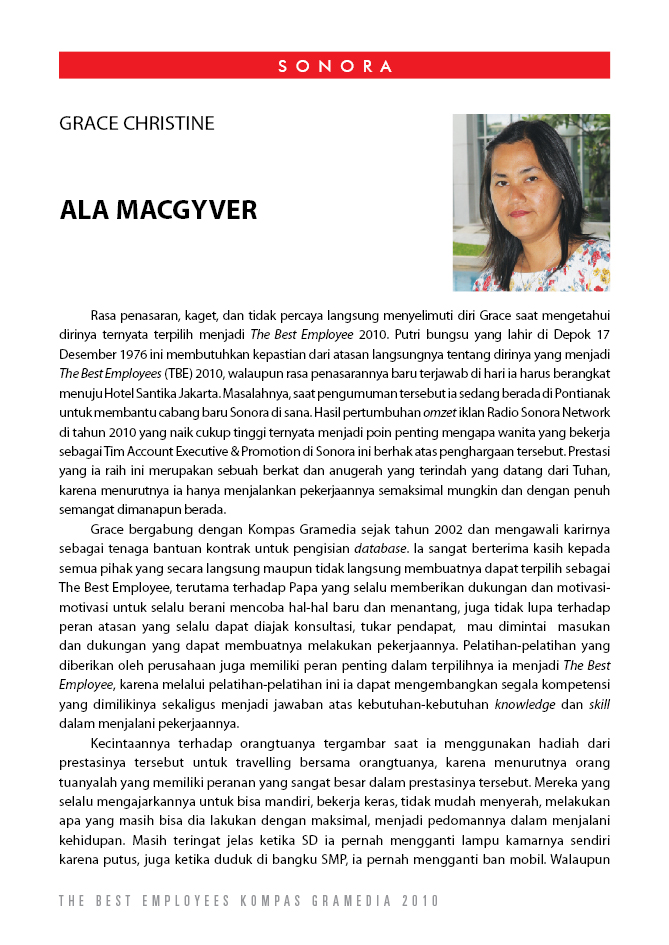 SONORA
GRACE CHRISTINE
ALA MACGYVER
Rasa penasaran, kaget, dan tidak percaya langsung menyelimuti diri Grace saat mengetahui
dirinya ternyata terpilih menjadi The Best Employee 2010. Putri bungsu yang lahir di Depok 17
Desember 1976 ini membutuhkan kepastian dari atasan langsungnya tentang dirinya yang menjadi
The Best Employees (TBE) 2010, walaupun rasa penasarannya baru terjawab di hari ia harus berangkat
menuju Hotel Santika Jakarta. Masalahnya, saat pengumuman tersebut ia sedang berada di Pontianak
untuk membantu cabang baru Sonora di sana. Hasil pertumbuhan omzet iklan Radio Sonora Network
di tahun 2010 yang naik cukup tinggi ternyata menjadi poin penting mengapa wanita yang bekerja
sebagai Tim Account Executive & Promotion di Sonora ini berhak atas penghargaan tersebut. Prestasi
yang ia raih ini merupakan sebuah berkat dan anugerah yang terindah yang datang dari Tuhan,
karena menurutnya ia hanya menjalankan pekerjaannya semaksimal mungkin dan dengan penuh
semangat dimanapun berada.
Grace bergabung dengan Kompas Gramedia sejak tahun 2002 dan mengawali karirnya
sebagai tenaga bantuan kontrak untuk pengisian database. Ia sangat berterima kasih kepada
semua pihak yang secara langsung maupun tidak langsung membuatnya dapat terpilih sebagai
The Best Employee, terutama terhadap Papa yang selalu memberikan dukungan dan motivasi-
motivasi untuk selalu berani mencoba hal-hal baru dan menantang, juga tidak lupa terhadap
peran atasan yang selalu dapat diajak konsultasi, tukar pendapat, mau dimintai masukan
dan dukungan yang dapat membuatnya melakukan pekerjaannya. Pelatihan-pelatihan yang
diberikan oleh perusahaan juga memiliki peran penting dalam terpilihnya ia menjadi The Best
Employee, karena melalui pelatihan-pelatihan ini ia dapat mengembangkan segala kompetensi
yang dimilikinya sekaligus menjadi jawaban atas kebutuhan-kebutuhan knowledge dan skill
dalam menjalani pekerjaannya.
Kecintaannya terhadap orangtuanya tergambar saat ia menggunakan hadiah dari
prestasinya tersebut untuk travelling bersama orangtuanya, karena menurutnya orang
tuanyalah yang memiliki peranan yang sangat besar dalam prestasinya tersebut. Mereka yang
selalu mengajarkannya untuk bisa mandiri, bekerja keras, tidak mudah menyerah, melakukan
apa yang masih bisa dia lakukan dengan maksimal, menjadi pedomannya dalam menjalani
kehidupan. Masih teringat jelas ketika SD ia pernah mengganti lampu kamarnya sendiri
karena putus, juga ketika duduk di bangku SMP, ia pernah mengganti ban mobil. Walaupun
THE BEST EMPLOYEES KOMPAS GRAMEDIA 2010